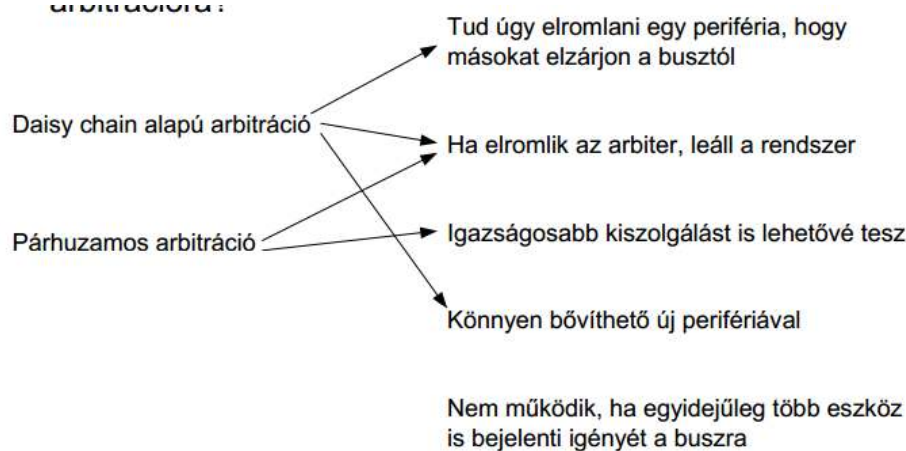 arbitrációra?
Tud úgy elromlani egy periféria, hogy
másokat elzárjon a busztól
Daisy chain alapú arbitráció
Ha elromlik az arbiter, leáll a rendszer
Párhuzamos arbitráció
Igazságosabb kiszolgálást is lehetővé tesz
Könnyen bővíthető új perifériával
Nem működik, ha egyidejűleg több eszköz
is bejelenti igényét a buszra